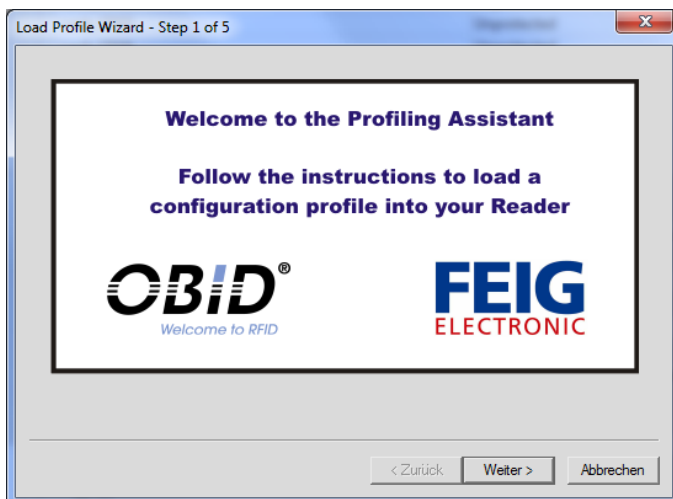 Load Profile Wizard - Step 1 of 5
Welcome to the Profiling Assistant
Follow the instructions to load a
configuration profile into your Reader
OBiD®
Welcome to RFID
FEIG
ELECTRONIC
< Zurück
Weiter >
Abbrechen